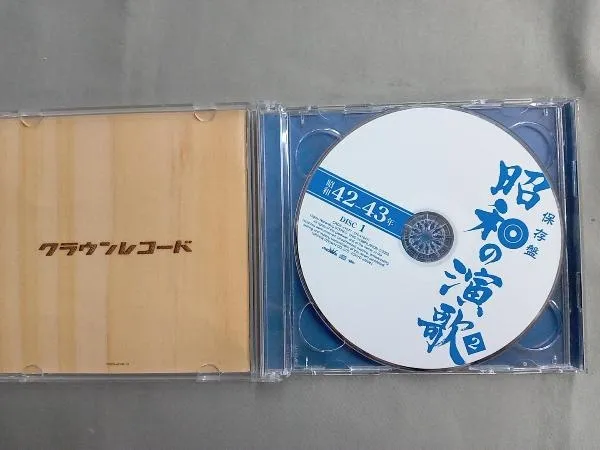 クラウンレコード
保存盤
昭和の演歌
2
昭和42-43年
DISC 1